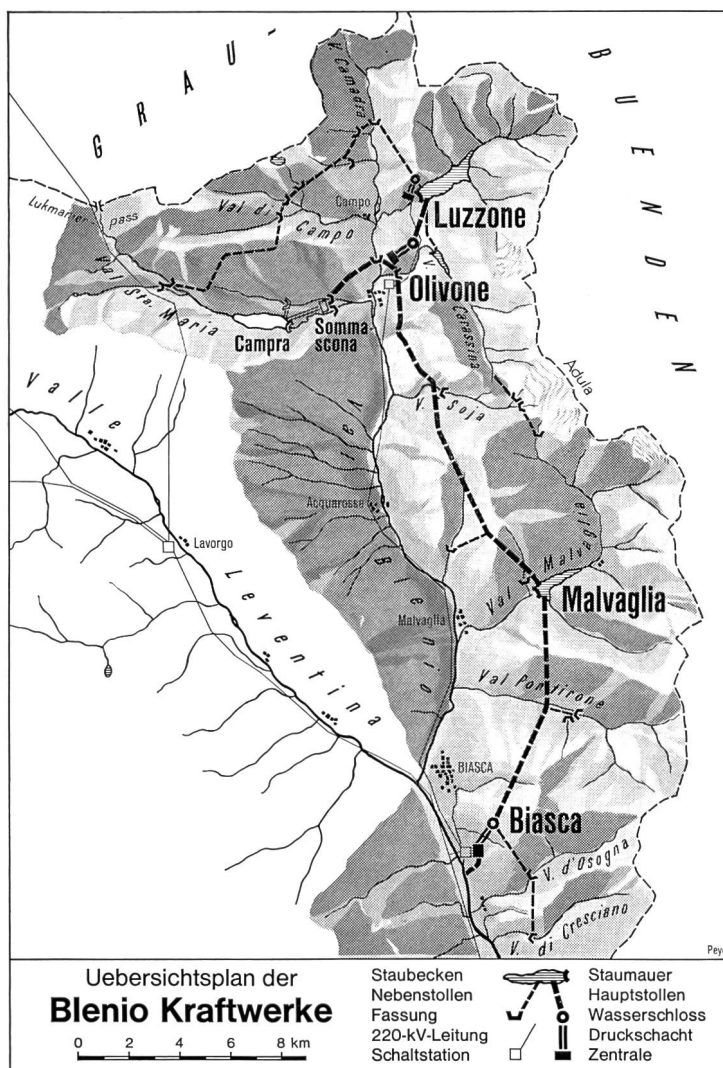 GRAU-
BUENDEN
V. Camadra
Lukmanier pass
Val di Campo
Campo
Luzzone
Olivone
Val Sta. Maria
Campra
Somma
scona
V. Carassina
Adula
Valle
V. Soja
Acquarossa
Lavorgo
Leventina
Val Blenio
Val Malvaglia
Malvaglia
Malvaglia
Val Pontirone
BIASCA
Biasca
V. d'Osogna
V. di Cresciano
Uebersichtsplan der
Blenio Kraftwerke
0 2 4 6 8 km
Staubecken Staumauer
Nebenstollen Hauptstollen
Fassung Wasserschloss
220-kV-Leitung Druckschacht
Schaltstation Zentrale